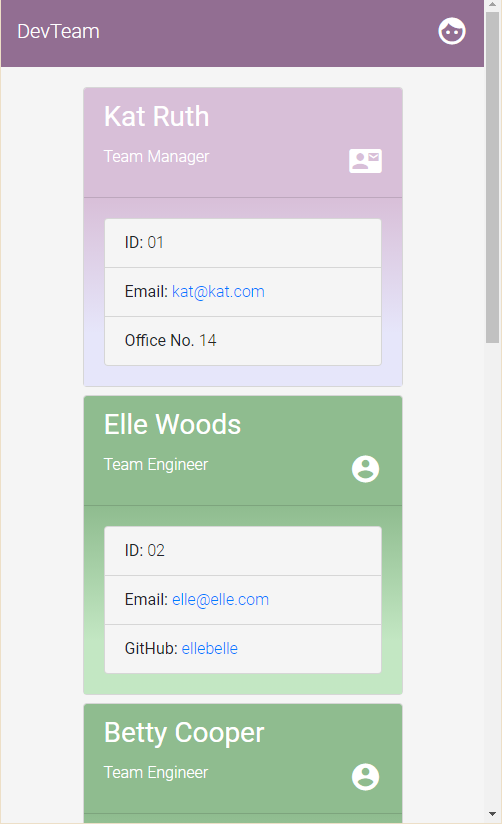 DevTeam
Kat Ruth
Team Manager
ID: 01
Email: kat@kat.com
Office No. 14
Elle Woods
Team Engineer
ID: 02
Email: elle@elle.com
GitHub: ellebelle
Betty Cooper
Team Engineer